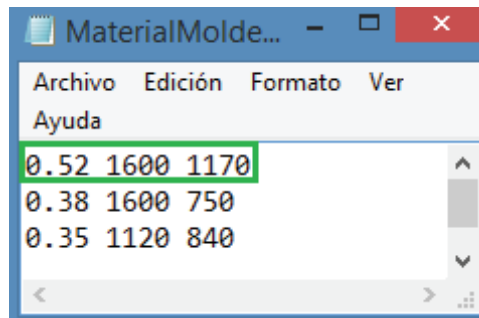 MaterialMolde...
Archivo Edición Formato Ver
Ayuda
0.52 1600 1170
0.38 1600 750
0.35 1120 840